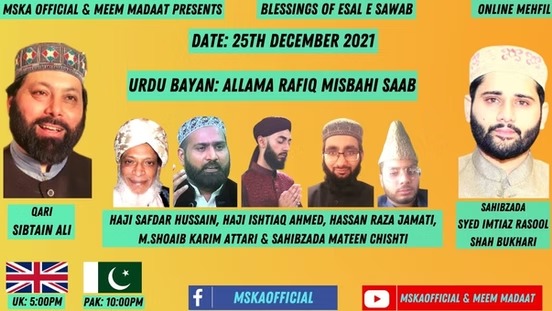 MSKA OFFICIAL & MEEM MADAAT PRESENTS
BLESSINGS OF ESAL E SAWAB
ONLINE MEHFIL
DATE: 25TH DECEMBER 2021
URDU BAYAN: ALLAMA RAFIQ MISBAHI SAAB
QARI
SIBTAIN ALI
HAJI SAFDAR HUSSAIN, HAJI ISHTIAQ AHMED, HASSAN RAZA JAMATI,
M.SHOAIB KARIM ATTARI & SAHIBZADA MATEEN CHISHTI
SAHIBZADA
SYED IMTIAZ RASOOL
SHAH BUKHARI
UK: 5:00PM
PAK: 10:00PM
MSKAOFFICIAL
MSKAOFFICIAL & MEEM MADAAT